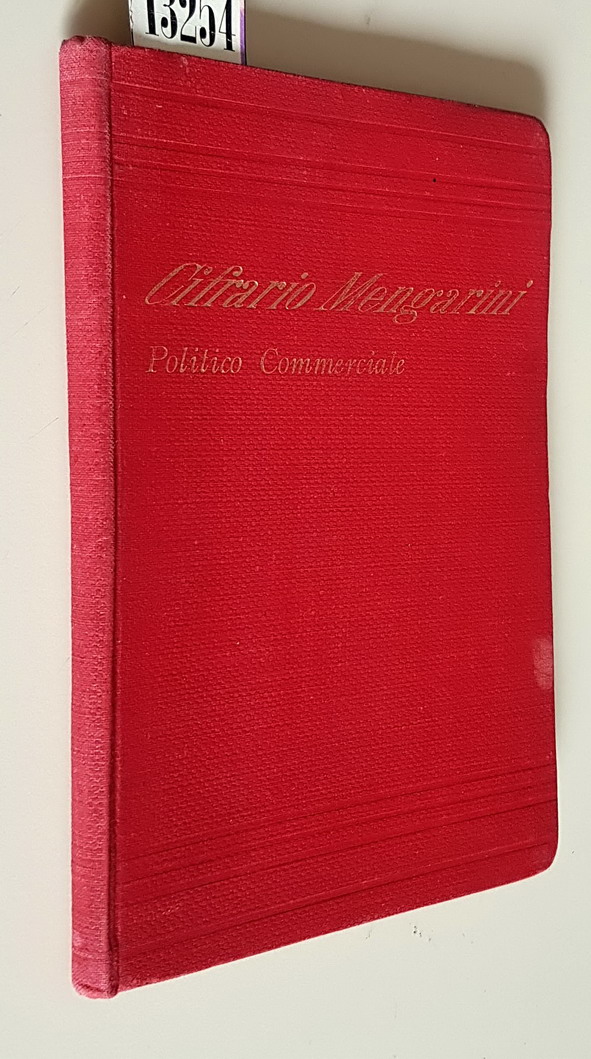 13254
Cifrario Mengarini
Politico Commerciale